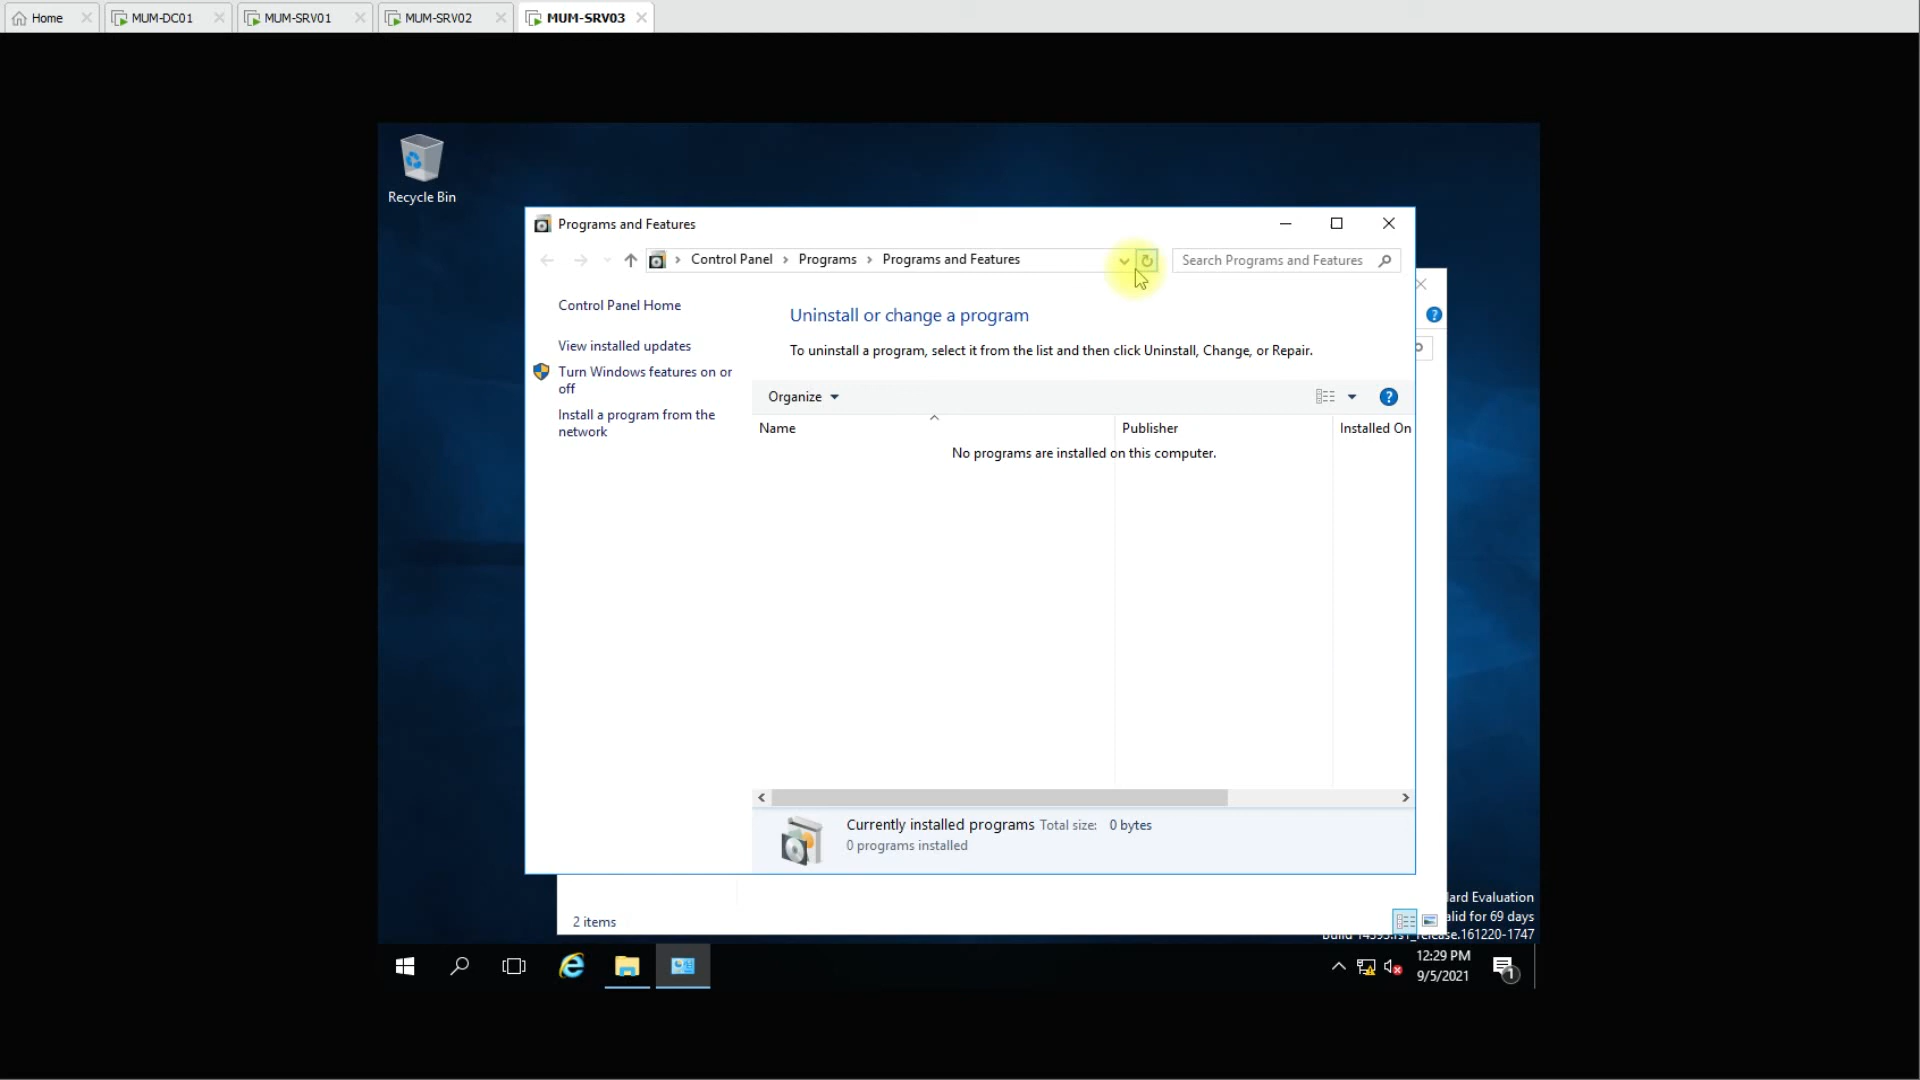 Home
MUM-DC01
MUM-SRV01
MUM-SRV02
MUM-SRV03
Recycle Bin
Programs and Features
Control Panel > Programs > Programs and Features
Search Programs and Features
Control Panel Home
View installed updates
Turn Windows features on or
off
Install a program from the
network
Uninstall or change a program
To uninstall a program, select it from the list and then click Uninstall, Change, or Repair.
Organize
Name
Publisher
Installed On
No programs are installed on this computer.
Currently installed programs Total size: 0 bytes
0 programs installed
2 items
lard Evaluation
alid for 69 days
Build 14393.rs1_release.161220-1747
12:29 PM
9/5/2021
1